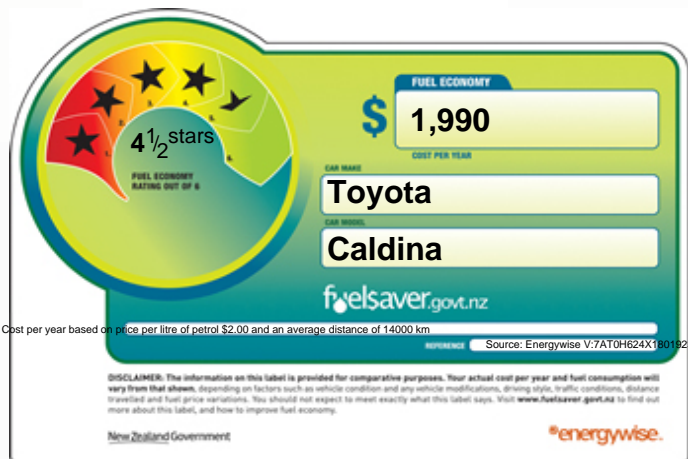 4 1/2 stars
FUEL ECONOMY
RATING OUT OF 6
1.
2.
3.
4.
5.
6.
FUEL ECONOMY
$ 1,990
COST PER YEAR
CAR MAKE
Toyota
CAR MODEL
Caldina
fuelsaver.govt.nz
Cost per year based on price per litre of petrol $2.00 and an average distance of 14000 km
REFERENCE Source: Energywise V:7AT0H624X180192
DISCLAIMER: The information on this label is provided for comparative purposes. Your actual cost per year and fuel consumption will
vary from that shown, depending on factors such as vehicle condition and any vehicle modifications, driving style, traffic conditions, distance
travelled and fuel price variations. You should not expect to meet exactly what this label says. Visit www.fuelsaver.govt.nz to find out
more about this label, and how to improve fuel economy.
New Zealand Government
energywise.